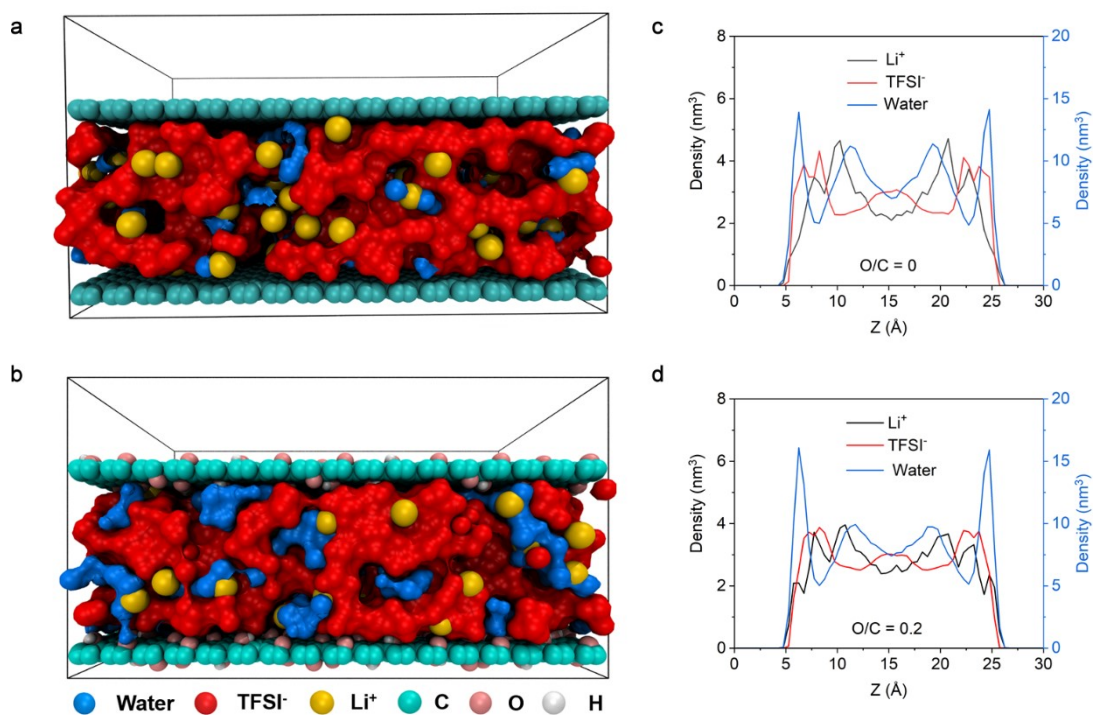 a
b
Water TFSI⁻ Li⁺ C O H
c
8
6
4
2
0
Density (nm³)
Li⁺
TFSI⁻
Water
O/C = 0
20
15
10
5
0
Density (nm³)
0 5 10 15 20 25 30
Z (Å)
d
8
6
4
2
0
Density (nm³)
Li⁺
TFSI⁻
Water
O/C = 0.2
20
15
10
5
0
Density (nm³)
0 5 10 15 20 25 30
Z (Å)